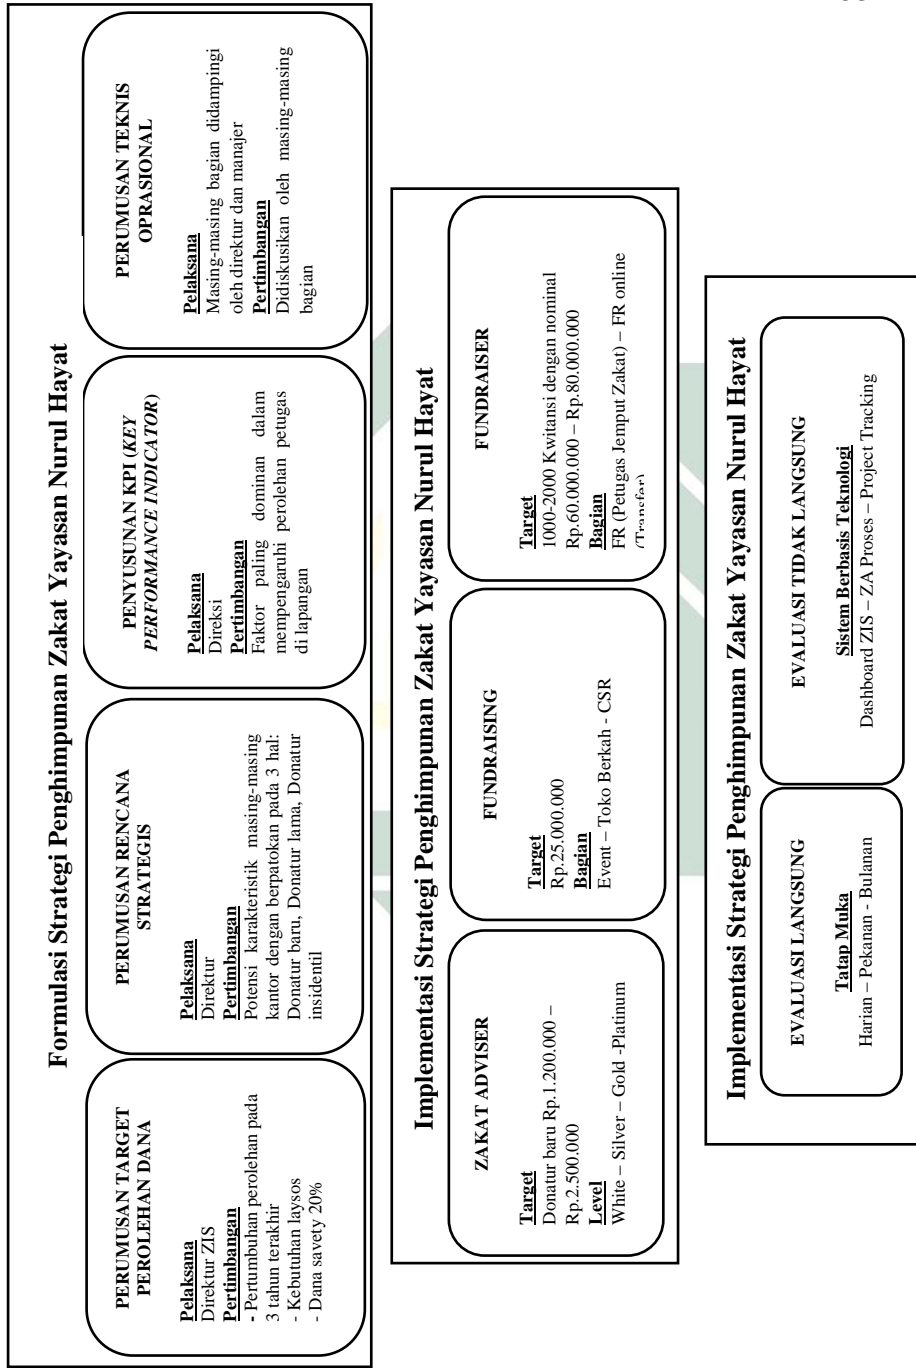 Formulasi Strategi Penghimpunan Zakat Yayasan Nurul Hayat
PERUMUSAN TARGET
PEROLEHAN DANA
Pelaksana
Direktur ZIS
Pertimbangan
- Pertumbuhan perolehan pada
3 tahun terakhir
- Kebutuhan laysos
- Dana savety 20%
PERUMUSAN RENCANA
STRATEGIS
Pelaksana
Direktur
Pertimbangan
Potensi karakteristik masing-masing
kantor dengan berpatokan pada 3 hal:
Donatur baru, Donatur lama, Donatur
insidentil
PENYUSUNAN KPI (KEY
PERFORMANCE INDICATOR)
Pelaksana
Direksi
Pertimbangan
Faktor paling dominan dalam
mempengaruhi perolehan petugas
di lapangan
PERUMUSAN TEKNIS
OPRASIONAL
Pelaksana
Masing-masing bagian didampingi
oleh direktur dan manajer
Pertimbangan
Didiskusikan oleh masing-masing
bagian
Implementasi Strategi Penghimpunan Zakat Yayasan Nurul Hayat
ZAKAT ADVISER
Target
Donatur baru Rp.1.200.000 –
Rp.2.500.000
Level
White – Silver – Gold -Platinum
FUNDRAISING
Target
Rp.25.000.000
Bagian
Event – Toko Berkah - CSR
FUNDRAISER
Target
1000-2000 Kwitansi dengan nominal
Rp.60.000.000 – Rp.80.000.000
Bagian
FR (Petugas Jemput Zakat) – FR online
(Transfer)
Implementasi Strategi Penghimpunan Zakat Yayasan Nurul Hayat
EVALUASI LANGSUNG
Tatap Muka
Harian – Pekanan - Bulanan
EVALUASI TIDAK LANGSUNG
Sistem Berbasis Teknologi
Dashboard ZIS – ZA Proses – Project Tracking